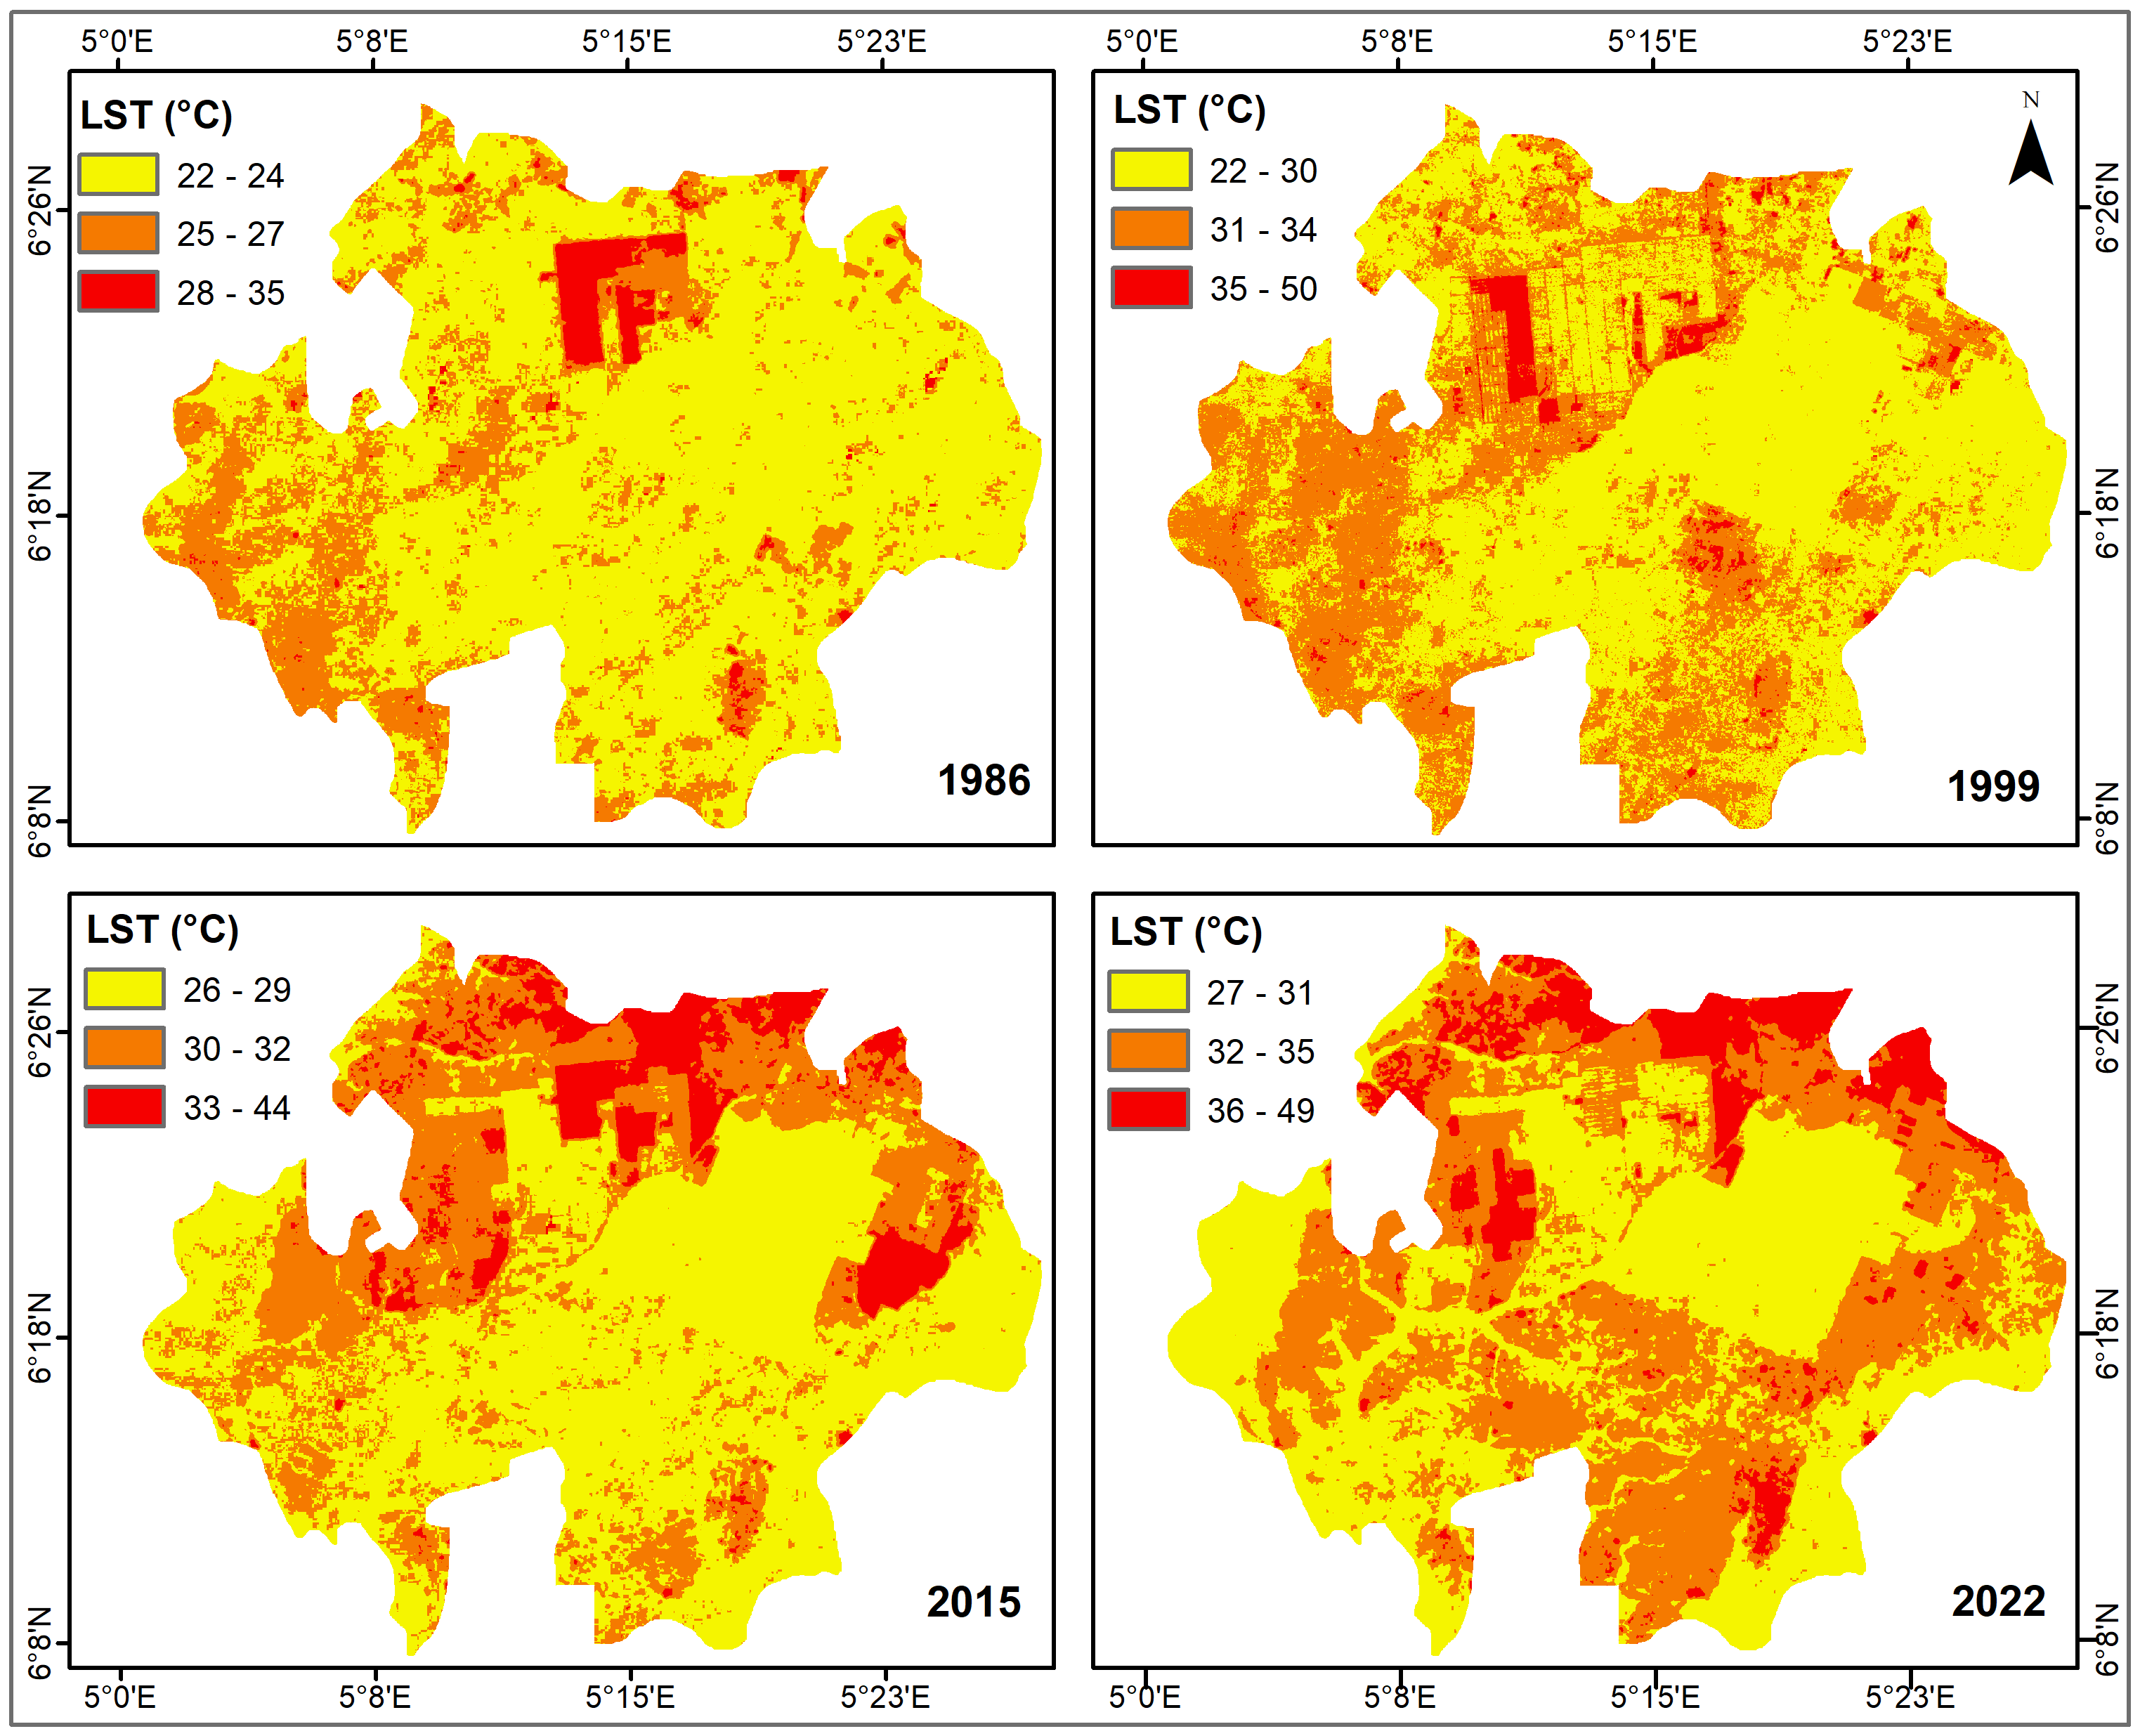 5°0'E 5°8'E 5°15'E 5°23'E 5°0'E 5°8'E 5°15'E 5°23'E
LST (°C)
22 - 24
25 - 27
28 - 35
6°26'N
6°18'N
6°8'N
1986
LST (°C)
22 - 30
31 - 34
35 - 50
N
6°26'N
6°18'N
6°8'N
1999
LST (°C)
26 - 29
30 - 32
33 - 44
6°26'N
6°18'N
6°8'N
2015
LST (°C)
27 - 31
32 - 35
36 - 49
6°26'N
6°18'N
6°8'N
2022
5°0'E 5°8'E 5°15'E 5°23'E 5°0'E 5°8'E 5°15'E 5°23'E